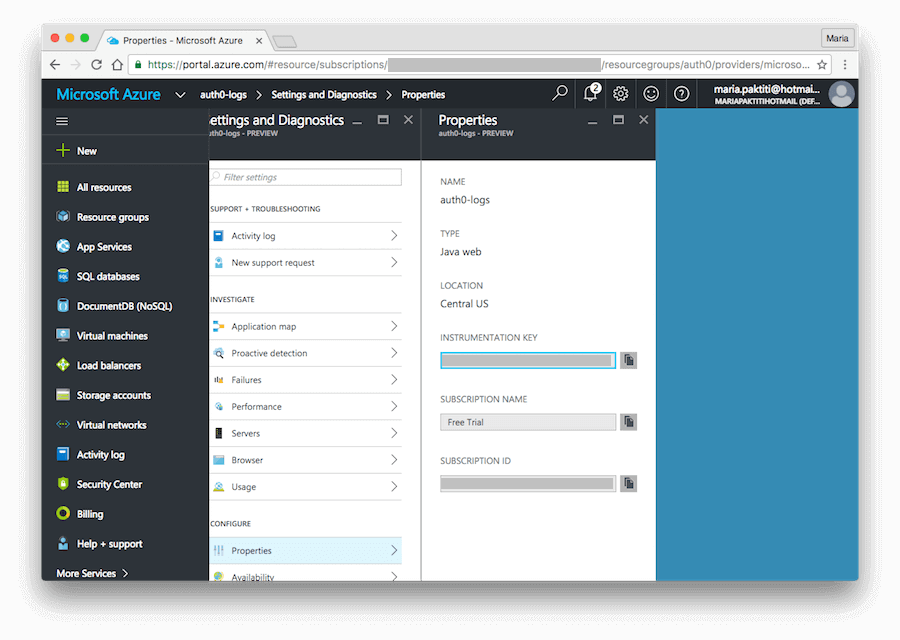 Properties - Microsoft Azure
Maria
https://portal.azure.com/#resource/subscriptions/ /resourcegroups/auth0/providers/microso...
Microsoft Azure
auth0-logs > Settings and Diagnostics > Properties
2
maria.paktiti@hotmai...
MARIAPAKTITIHOTMAIL (DEF...
New
All resources
Resource groups
App Services
SQL databases
DocumentDB (NoSQL)
Virtual machines
Load balancers
Storage accounts
Virtual networks
Activity log
Security Center
Billing
Help + support
More Services >
ettings and Diagnostics
uth0-logs - PREVIEW
Filter settings
SUPPORT + TROUBLESHOOTING
Activity log
New support request
INVESTIGATE
Application map
Proactive detection
Failures
Performance
Servers
Browser
Usage
CONFIGURE
Properties
Availability
Properties
auth0-logs - PREVIEW
NAME
auth0-logs
TYPE
Java web
LOCATION
Central US
INSTRUMENTATION KEY
SUBSCRIPTION NAME
Free Trial
SUBSCRIPTION ID